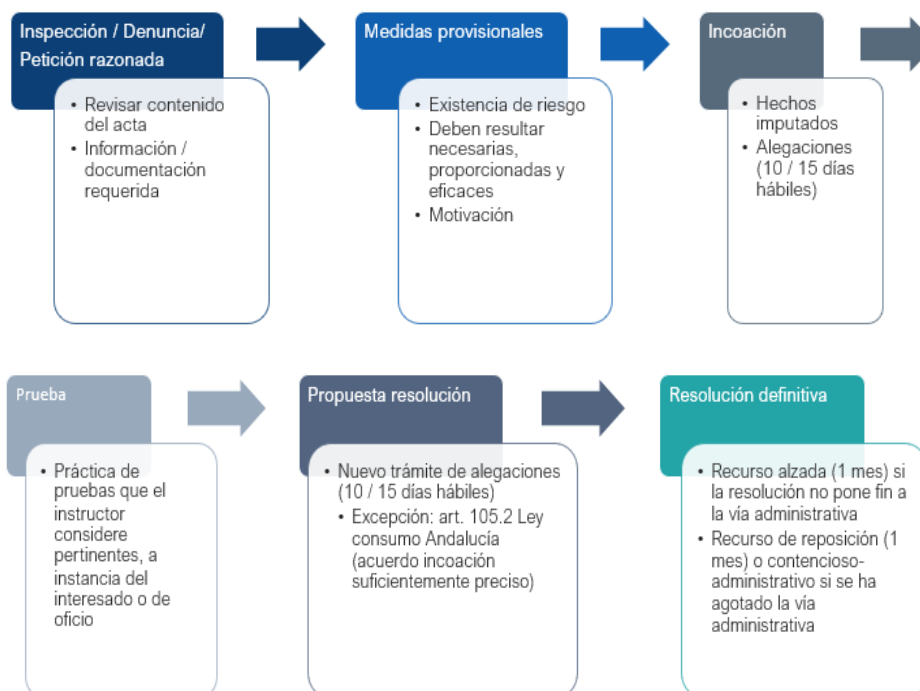 Inspección / Denuncia/
Petición razonada
• Revisar contenido
del acta
• Información /
documentación
requerida
Medidas provisionales
• Existencia de riesgo
• Deben resultar
necesarias,
proporcionadas y
eficaces
• Motivación
Incoación
• Hechos
imputados
• Alegaciones
(10 / 15 días
hábiles)
Prueba
• Práctica de
pruebas que el
instructor
considere
pertinentes, a
instancia del
interesado o de
oficio
Propuesta resolución
• Nuevo trámite de alegaciones
(10 / 15 días hábiles)
• Excepción: art. 105.2 Ley
consumo Andalucía
(acuerdo incoación
suficientemente preciso)
Resolución definitiva
• Recurso alzada (1 mes) si
la resolución no pone fin a
la vía administrativa
• Recurso de reposición (1
mes) o contencioso-
administrativo si se ha
agotado la vía
administrativa